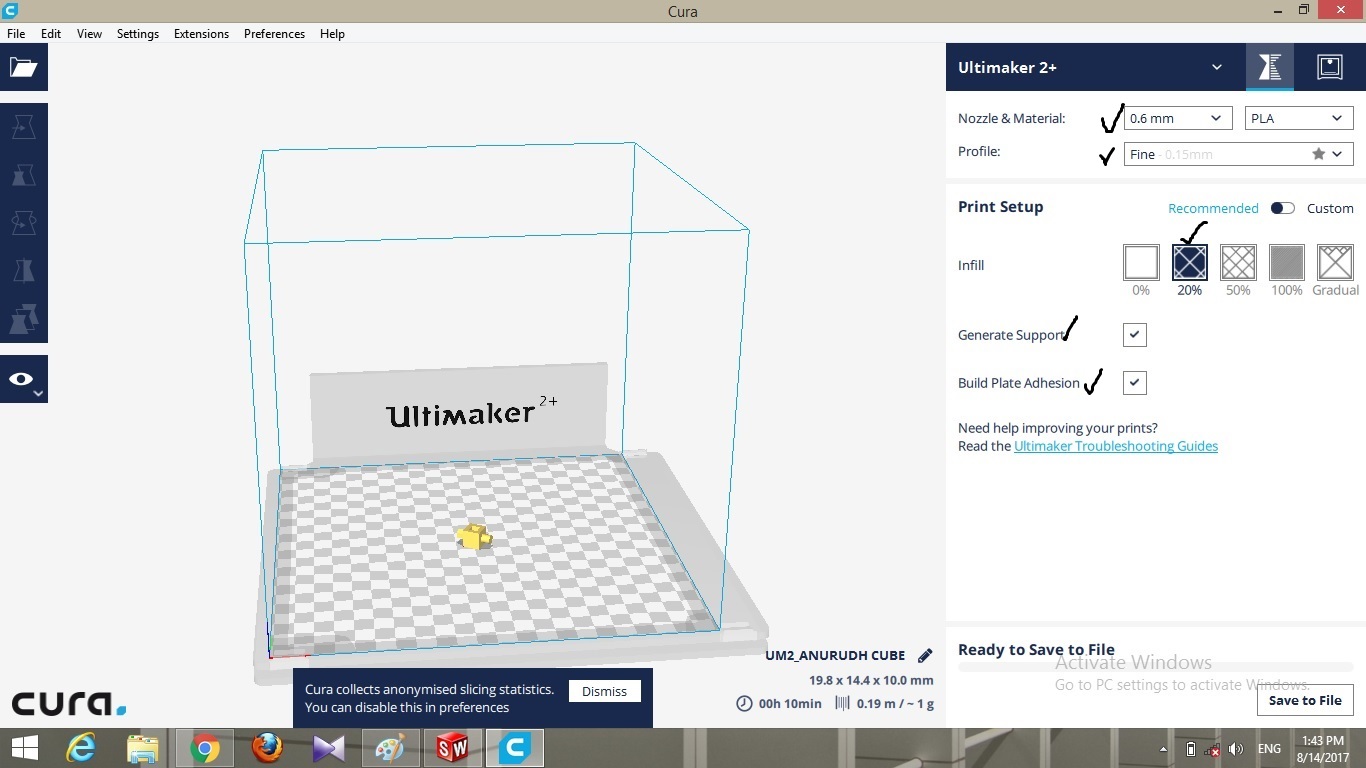 Cura
File Edit View Settings Extensions Preferences Help
Ultimaker 2+
Nozzle & Material: 0.6 mm PLA
Profile: Fine - 0.15mm
Print Setup Recommended Custom
Infill
0% 20% 50% 100% Gradual
Generate Support
Build Plate Adhesion
Need help improving your prints?
Read the Ultimaker Troubleshooting Guides
Ultimaker 2+
UM2_ANURUDH CUBE
19.8 x 14.4 x 10.0 mm
00h 10min 0.19 m / ~ 1 g
Cura collects anonymised slicing statistics.
You can disable this in preferences
Dismiss
cura.
Ready to Save to File
Activate Windows
Go to PC settings to activate Windows.
Save to File
SW
ENG
1:43 PM
8/14/2017